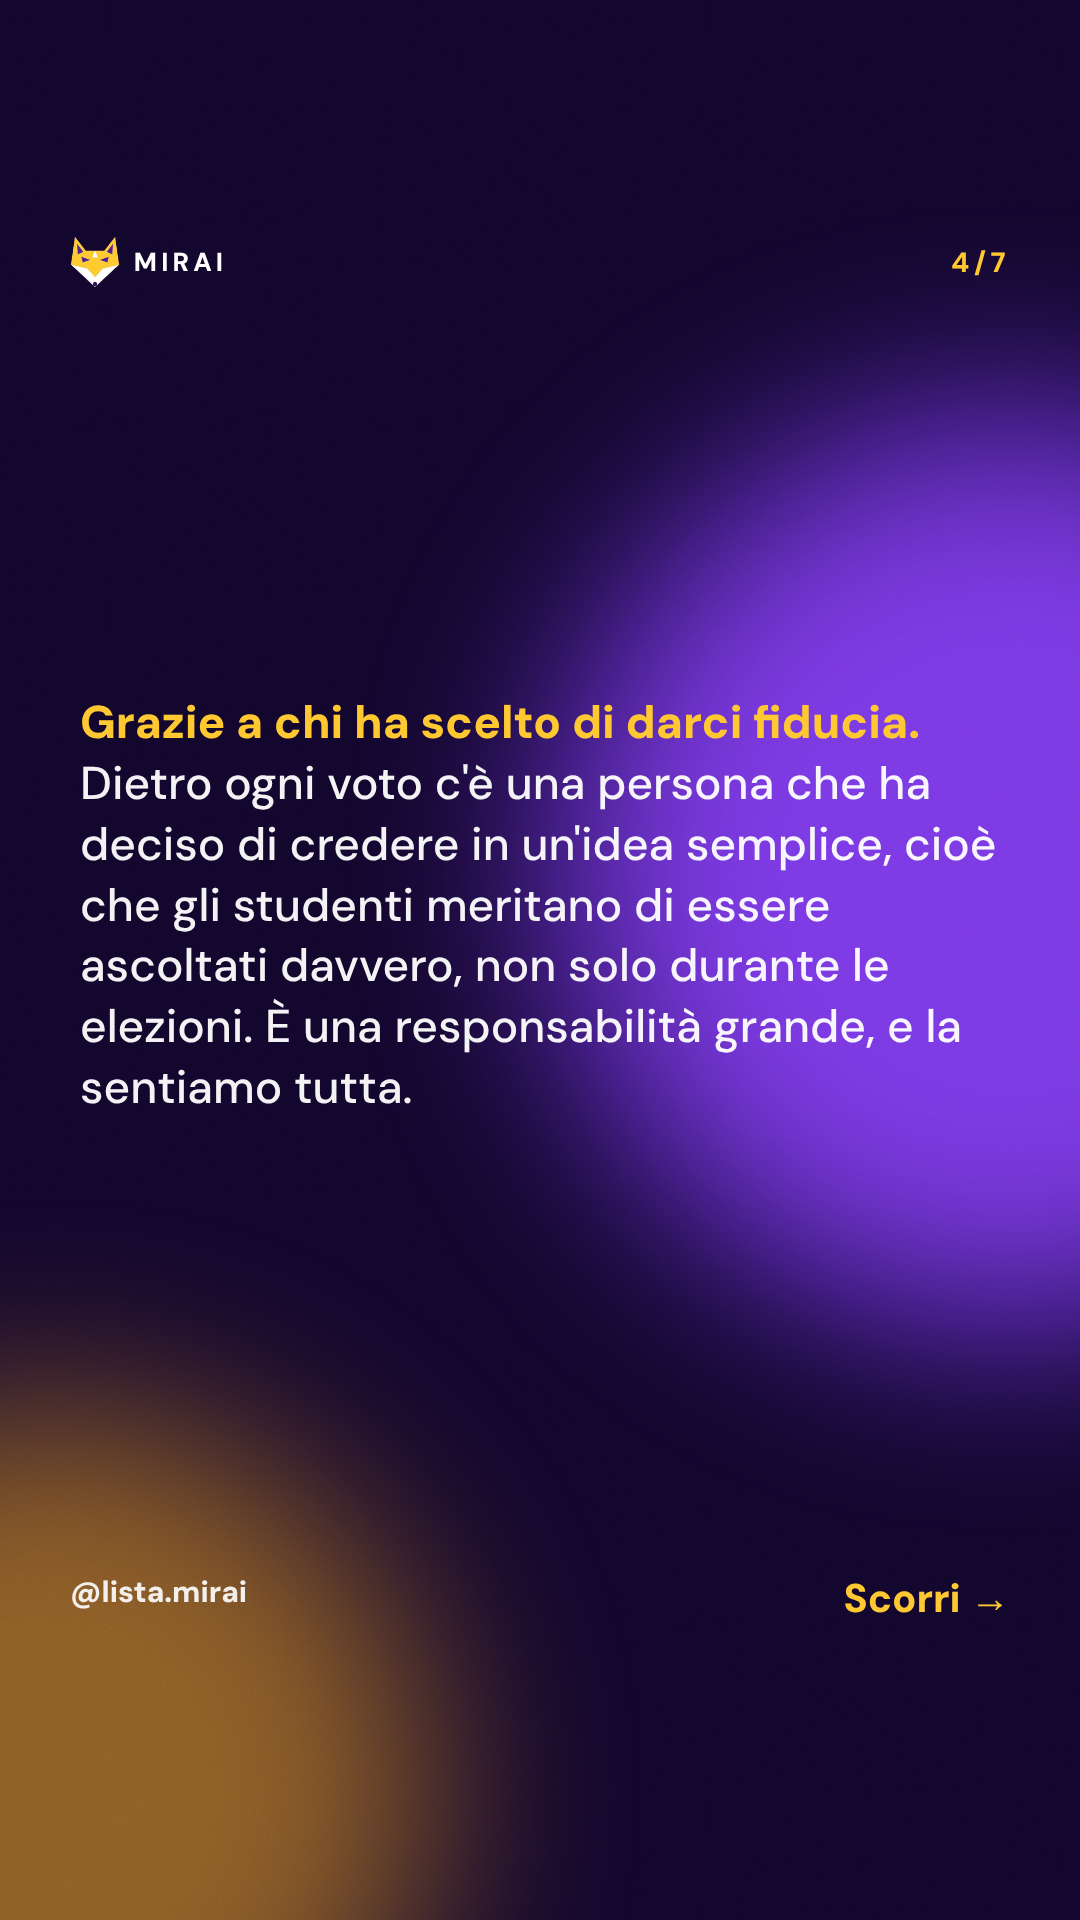 MIRAI
4/7
Grazie a chi ha scelto di darci fiducia.
Dietro ogni voto c'è una persona che ha
deciso di credere in un'idea semplice, cioè
che gli studenti meritano di essere
ascoltati davvero, non solo durante le
elezioni. È una responsabilità grande, e la
sentiamo tutta.
@lista.mirai
Scorri →